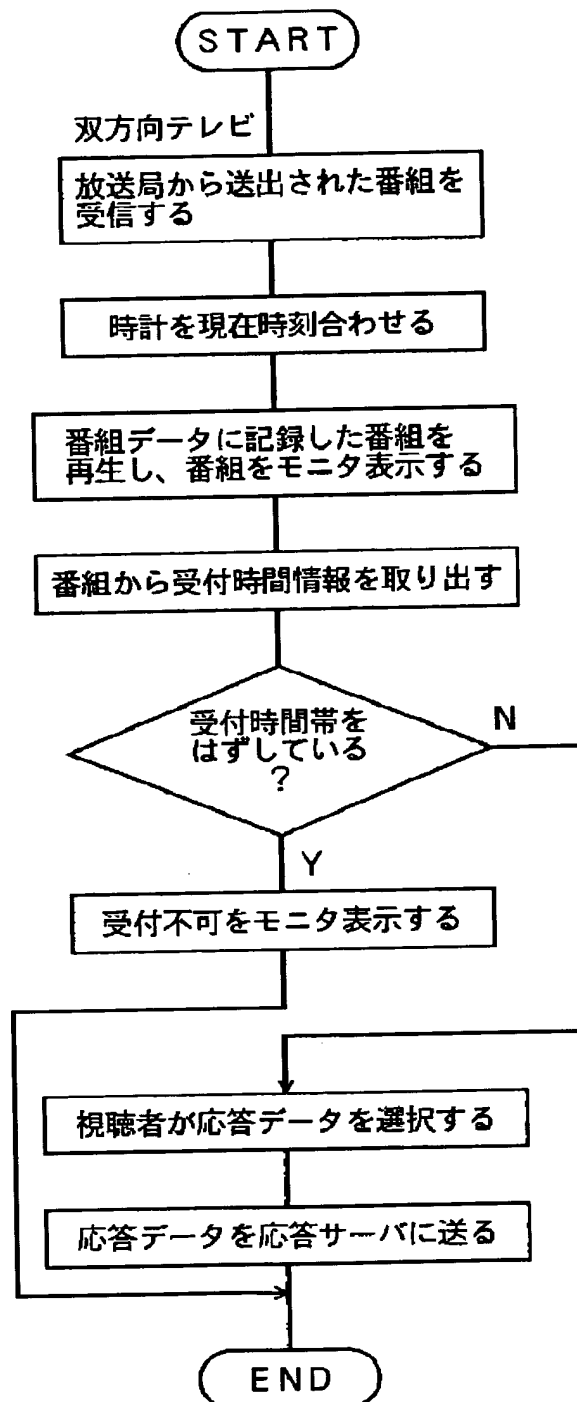 START
双方向テレビ
放送局から送出された番組を
受信する
時計を現在時刻合わせる
番組データに記録した番組を
再生し、番組をモニタ表示する
番組から受付時間情報を取り出す
受付時間帯を
はずしている
?
N
Y
受付不可をモニタ表示する
視聴者が応答データを選択する
応答データを応答サーバに送る
END